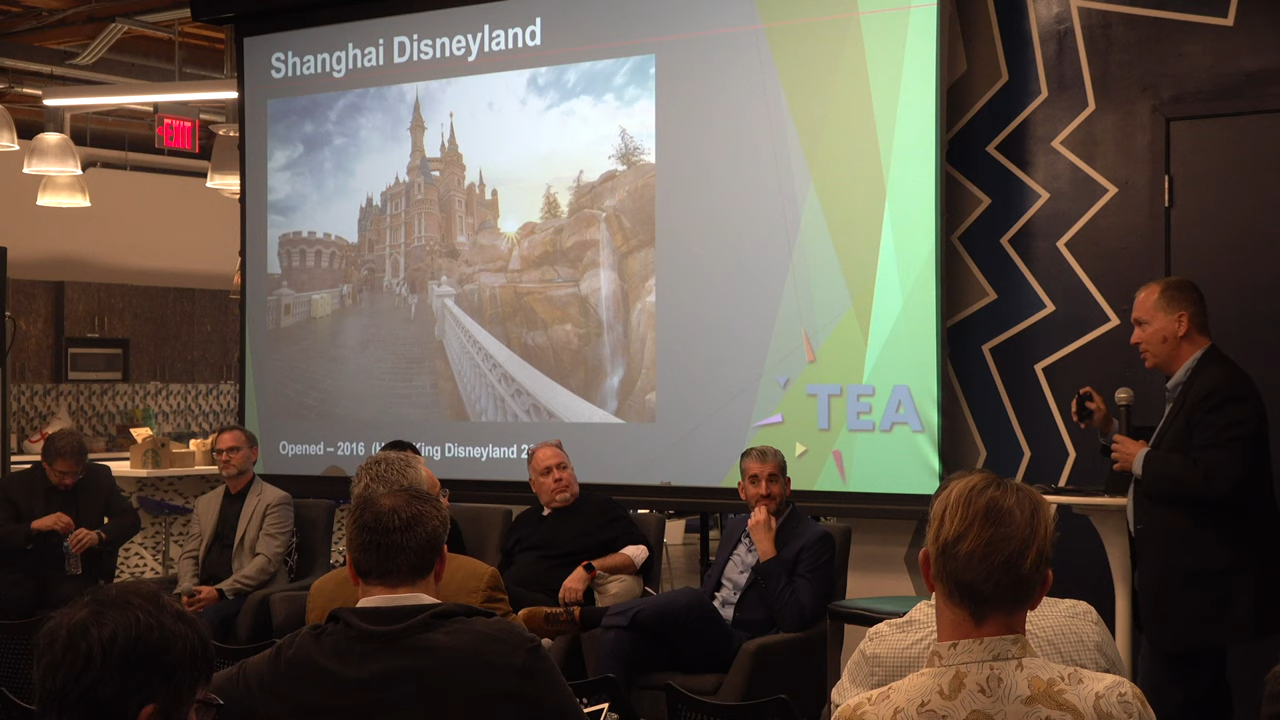 Shanghai Disneyland
EXIT
TEA
Opened – 2016 (H King Disneyland 2